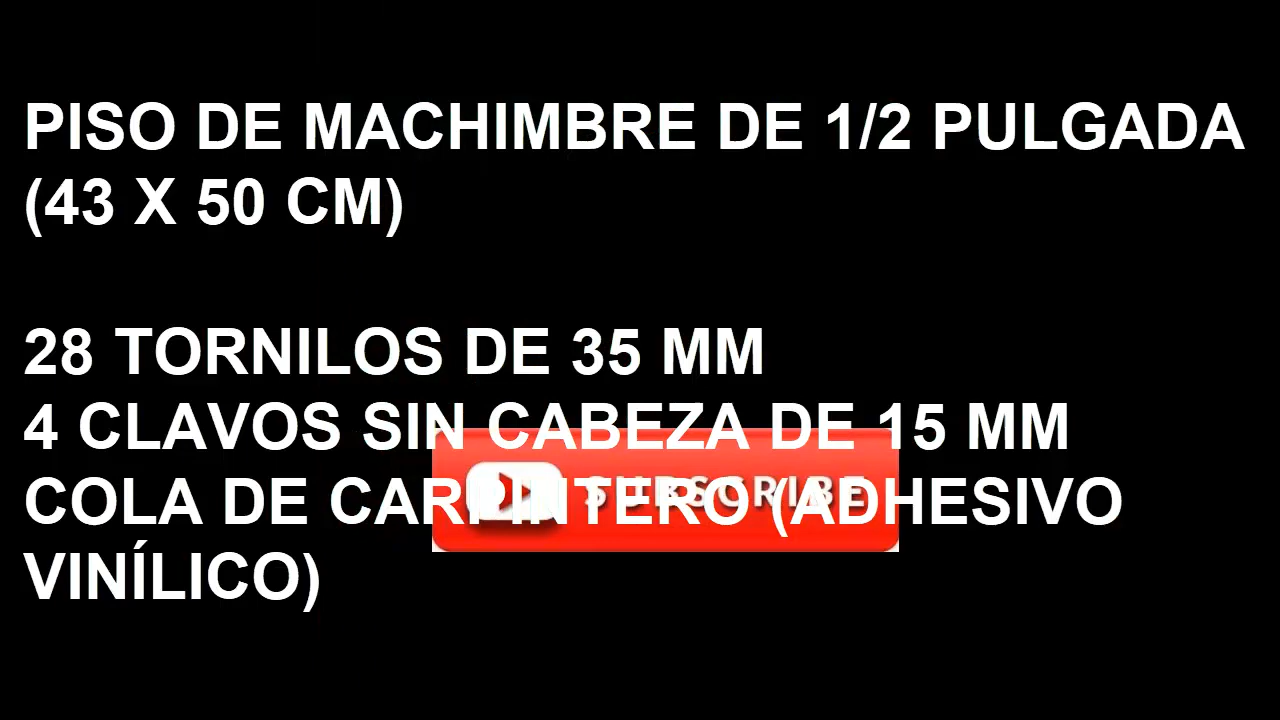 PISO DE MACHIMBRE DE 1/2 PULGADA
(43 X 50 CM)
28 TORNILOS DE 35 MM
4 CLAVOS SIN CABEZA DE 15 MM
COLA DE CARPINTERO (ADHESIVO
SUBSCRIBE
VINÍLICO)